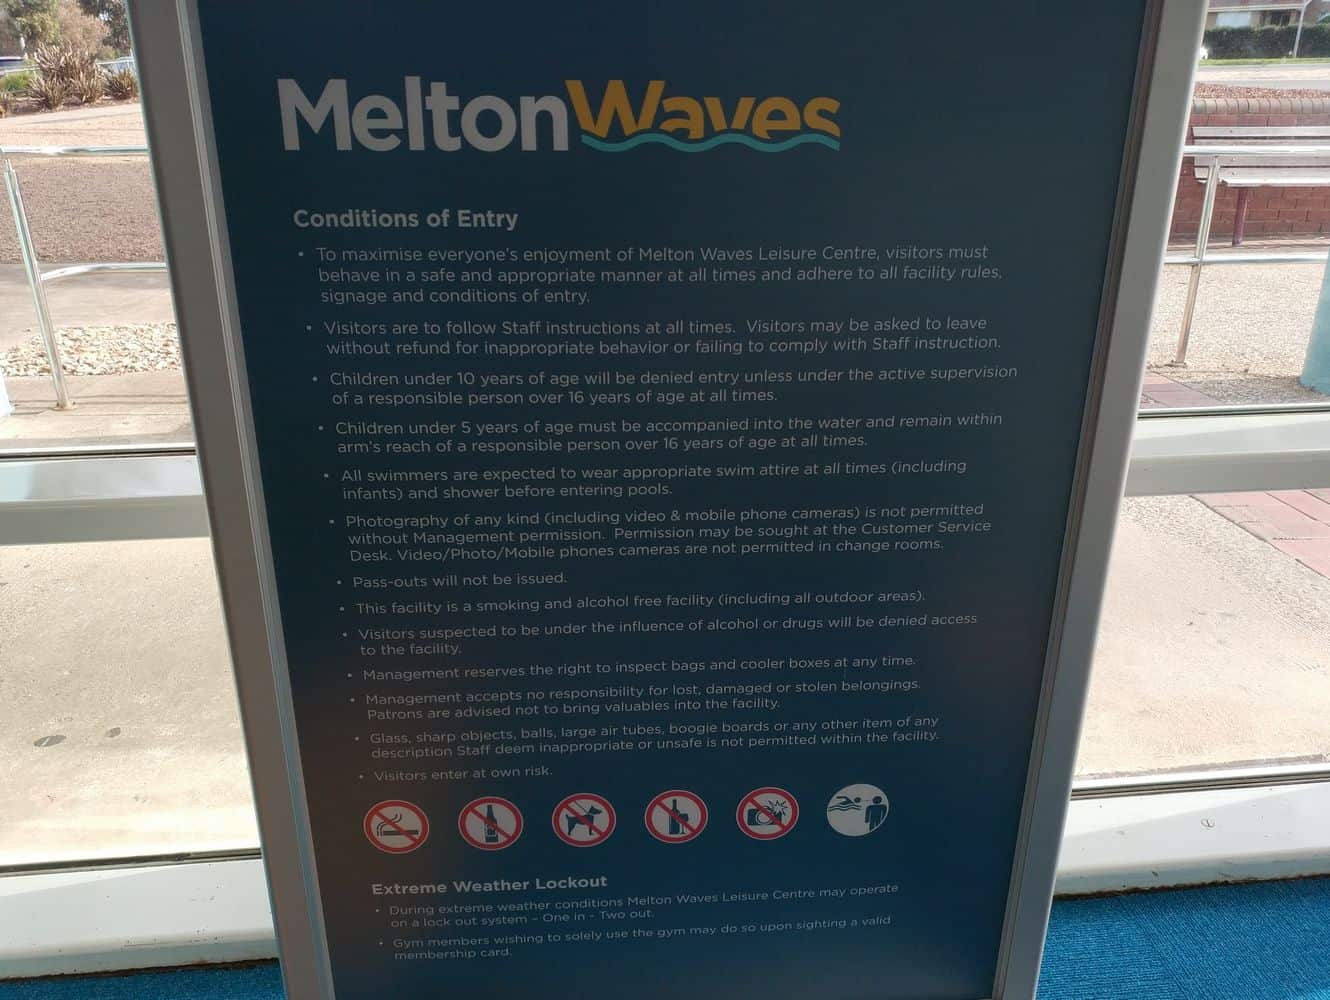 MeltonWaves
Conditions of Entry
• To maximise everyone's enjoyment of Melton Waves Leisure Centre, visitors must
behave in a safe and appropriate manner at all times and adhere to all facility rules,
signage and conditions of entry.
• Visitors are to follow Staff instructions at all times. Visitors may be asked to leave
without refund for inappropriate behavior or failing to comply with Staff instruction.
• Children under 10 years of age will be denied entry unless under the active supervision
of a responsible person over 16 years of age at all times.
• Children under 5 years of age must be accompanied into the water and remain within
arm's reach of a responsible person over 16 years of age at all times.
• All swimmers are expected to wear appropriate swim attire at all times (including
infants) and shower before entering pools.
• Photography of any kind (including video & mobile phone cameras) is not permitted
without Management permission. Permission may be sought at the Customer Service
Desk. Video/Photo/Mobile phones cameras are not permitted in change rooms.
• Pass-outs will not be issued.
• This facility is a smoking and alcohol free facility (including all outdoor areas).
• Visitors suspected to be under the influence of alcohol or drugs will be denied access
to the facility.
• Management reserves the right to inspect bags and cooler boxes at any time.
• Management accepts no responsibility for lost, damaged or stolen belongings.
Patrons are advised not to bring valuables into the facility.
• Glass, sharp objects, balls, large air tubes, boogie boards or any other item of any
description Staff deem inappropriate or unsafe is not permitted within the facility.
• Visitors enter at own risk.
Extreme Weather Lockout
• During extreme weather conditions Melton Waves Leisure Centre may operate
on a lock out system – One in - Two out.
• Gym members wishing to solely use the gym may do so upon sighting a valid
membership card.